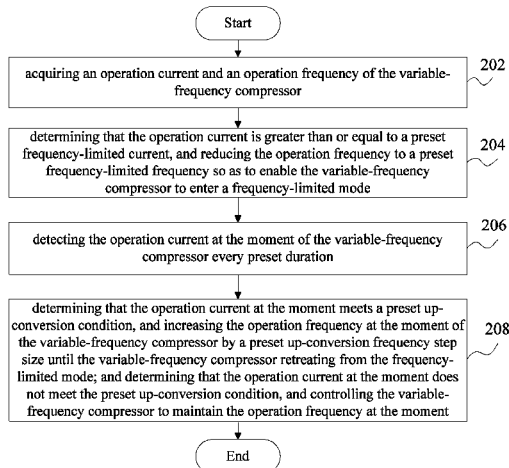 Start
acquiring an operation current and an operation frequency of the variable-
frequency compressor
202
determining that the operation current is greater than or equal to a preset
frequency-limited current, and reducing the operation frequency to a preset
frequency-limited frequency so as to enable the variable-frequency
compressor to enter a frequency-limited mode
204
detecting the operation current at the moment of the variable-frequency
compressor every preset duration
206
determining that the operation current at the moment meets a preset up-
conversion condition, and increasing the operation frequency at the moment of
the variable-frequency compressor by a preset up-conversion frequency step
size until the variable-frequency compressor retreating from the frequency-
limited mode; and determining that the operation current at the moment does
not meet the preset up-conversion condition, and controlling the variable-
frequency compressor to maintain the operation frequency at the moment
208
End